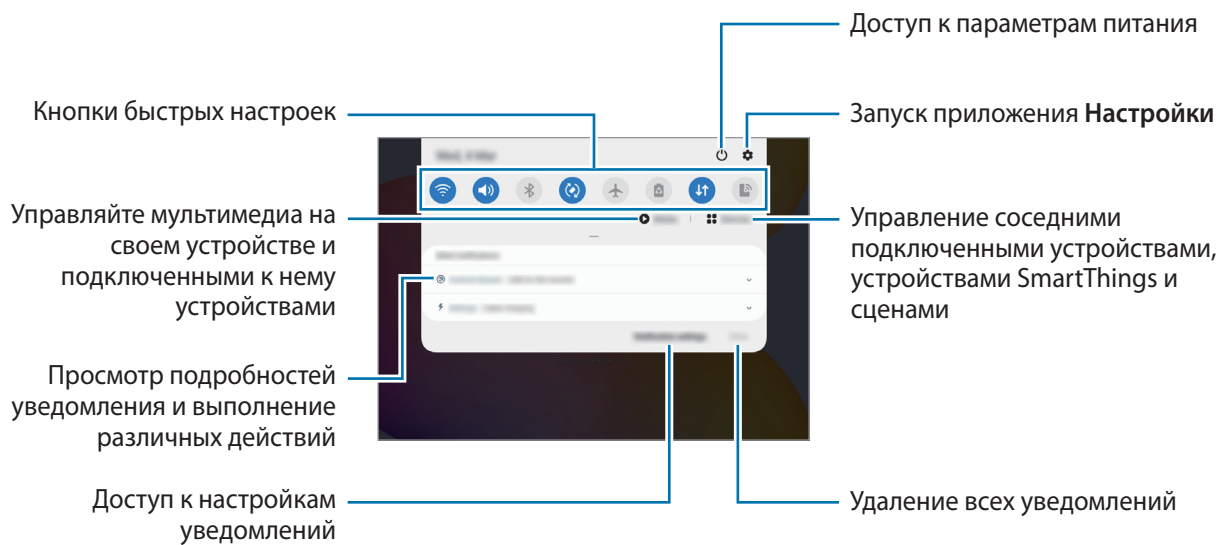 Доступ к параметрам питания
Кнопки быстрых настроек
Запуск приложения Настройки
Управляйте мультимедиа на
своем устройстве и
подключенными к нему
устройствами
Управление соседними
подключенными устройствами,
устройствами SmartThings и
сценами
Просмотр подробностей
уведомления и выполнение
различных действий
Доступ к настройкам
уведомлений
Удаление всех уведомлений